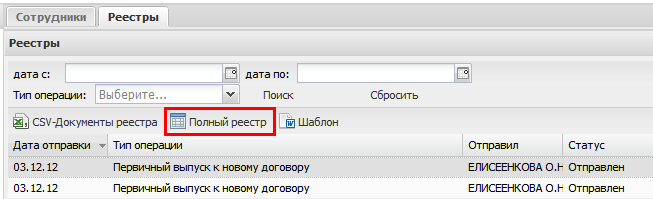 Сотрудники Реестры
Реестры
дата с: дата по:
Тип операции: Выберите... Поиск Сбросить
CSV-Документы реестра Полный реестр Шаблон
Дата отправки Тип операции Отправил Статус
03.12.12 Первичный выпуск к новому договору ЕЛИСЕЕНКОВА О.Н Отправлен
03.12.12 Первичный выпуск к новому договору ЕЛИСЕЕНКОВА О.Н Отправлен